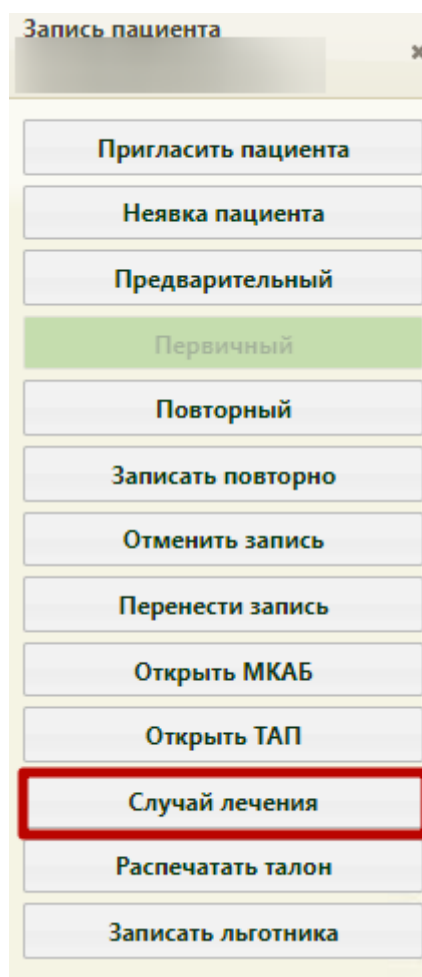 Запись пациента
Пригласить пациента
Неявка пациента
Предварительный
Первичный
Повторный
Записать повторно
Отменить запись
Перенести запись
Открыть МКАБ
Открыть ТАП
Случай лечения
Распечатать талон
Записать льготника